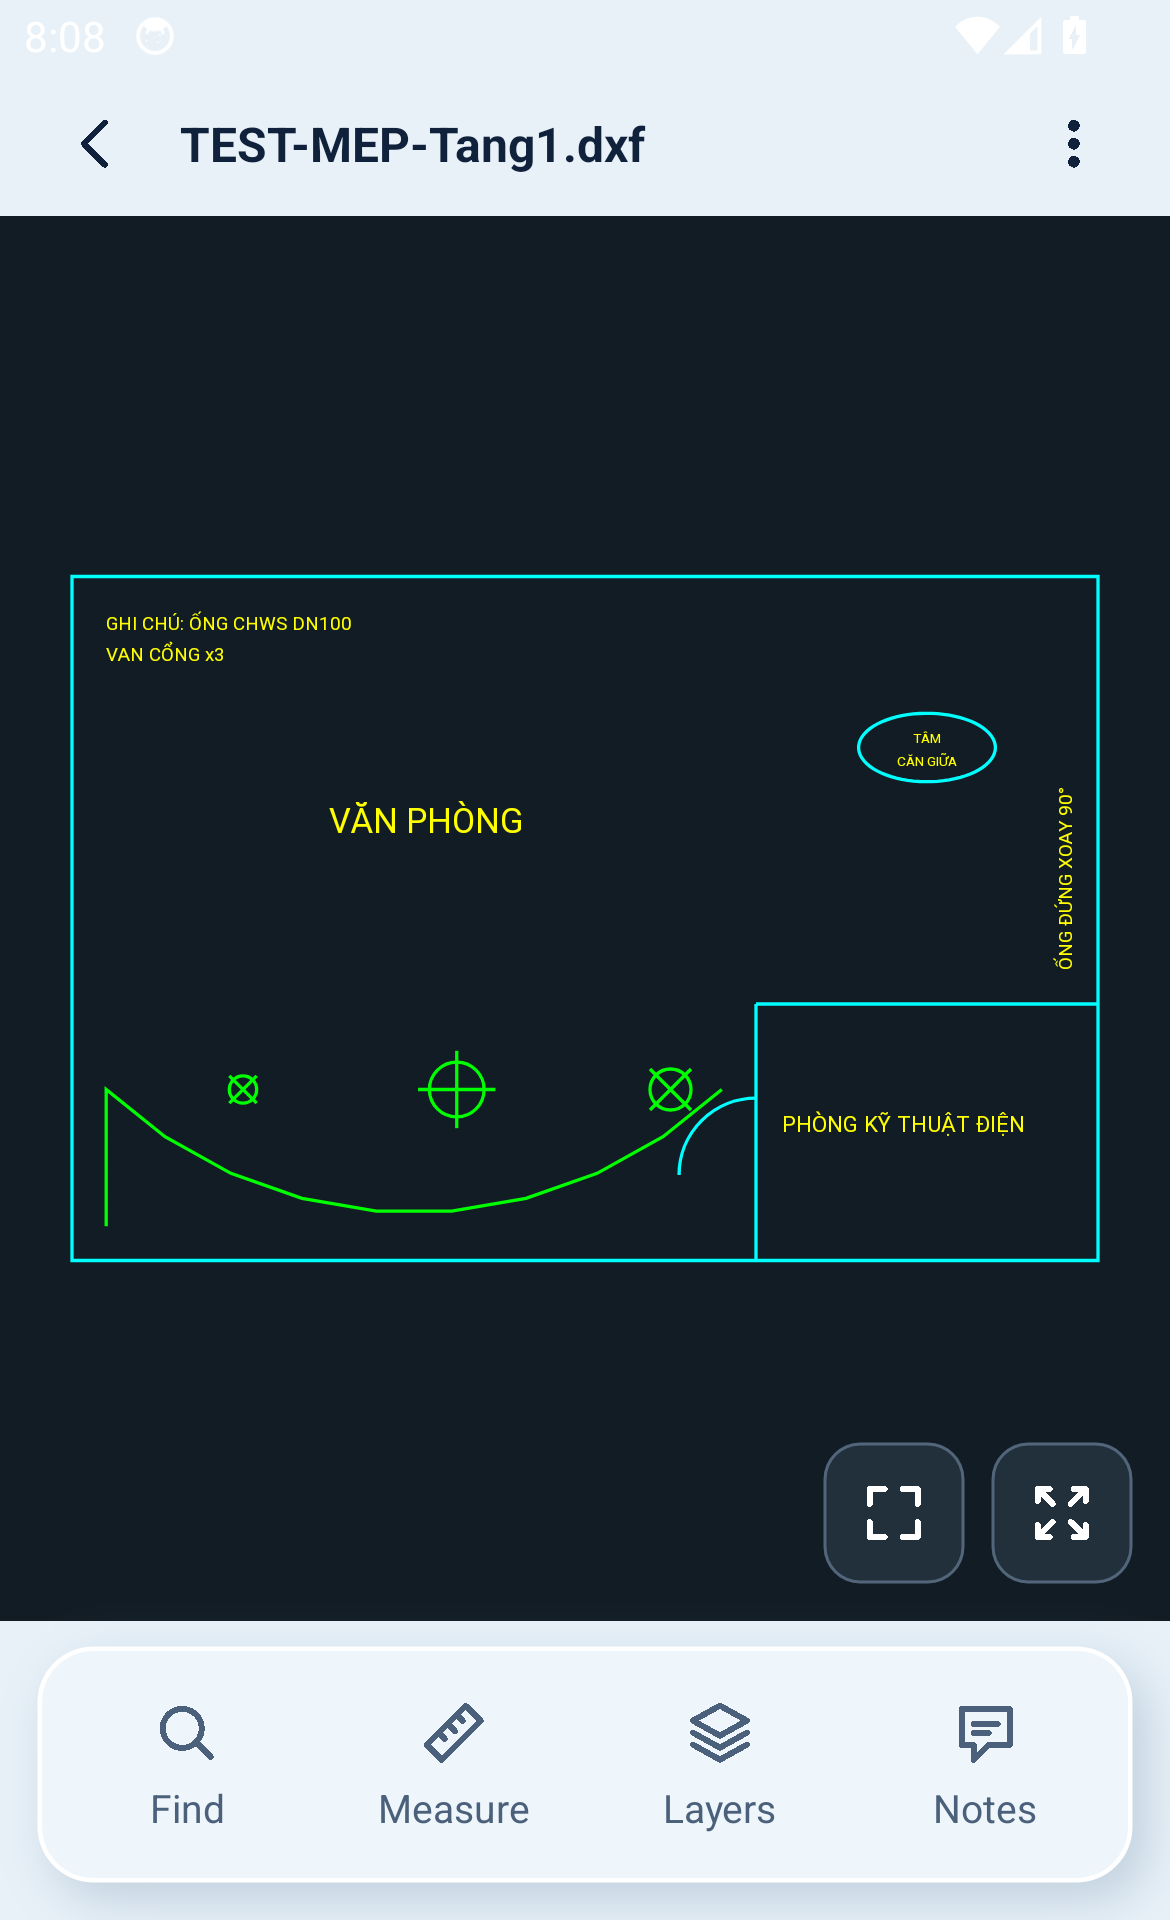 8:08
TEST-MEP-Tang1.dxf
GHI CHÚ: ỐNG CHWS DN100
VAN CỔNG x3
TÂM
CĂN GIỮA
VĂN PHÒNG
ỐNG ĐỨNG XOAY 90°
PHÒNG KỸ THUẬT ĐIỆN
Find
Measure
Layers
Notes